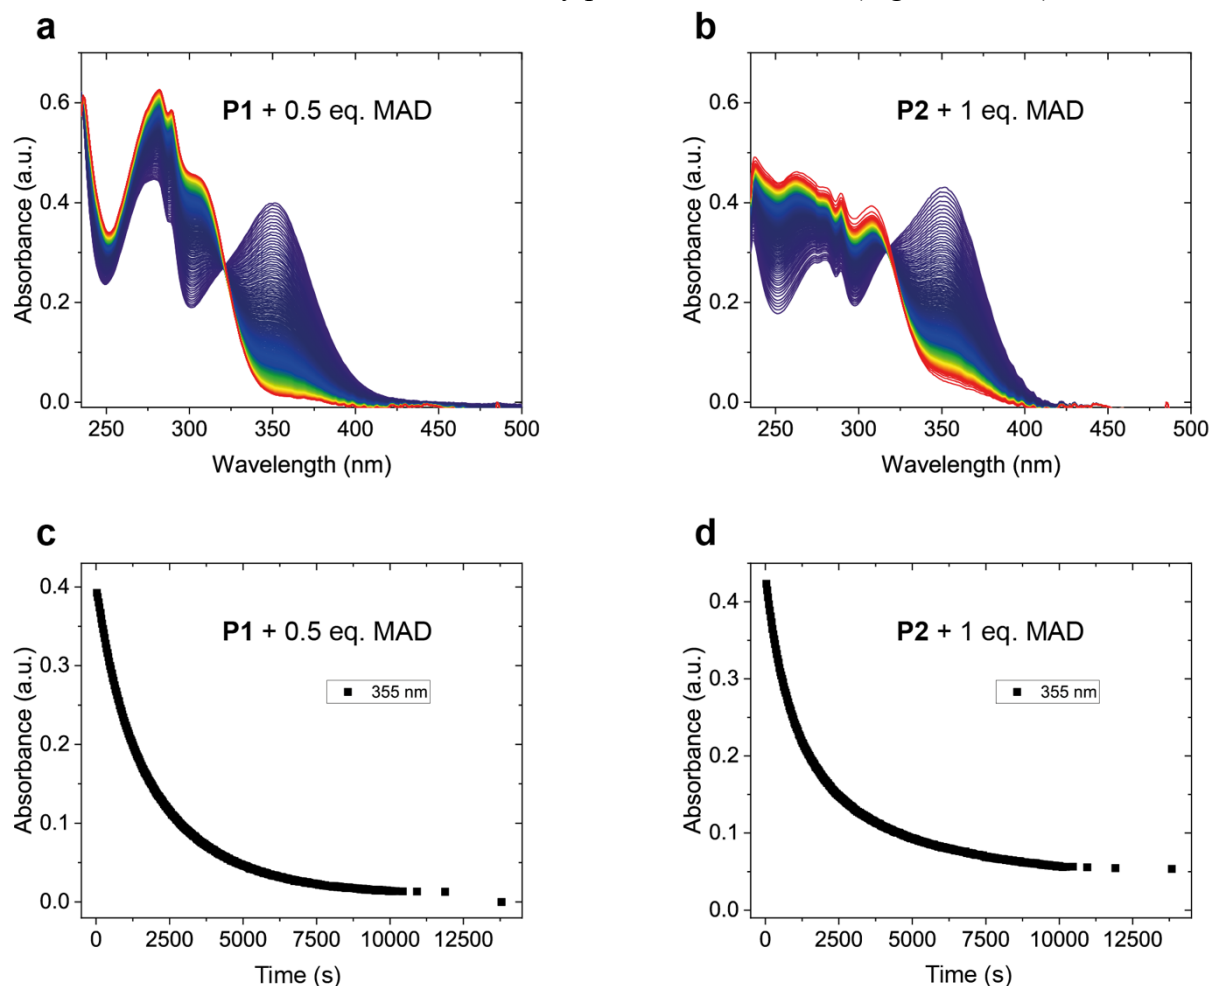 a
b
P1 + 0.5 eq. MAD
P2 + 1 eq. MAD
0.6
0.4
0.2
0.0
Absorbance (a.u.)
250 300 350 400 450 500
Wavelength (nm)
0.6
0.4
0.2
0.0
Absorbance (a.u.)
250 300 350 400 450 500
Wavelength (nm)
c
d
P1 + 0.5 eq. MAD
355 nm
0.4
0.3
0.2
0.1
0.0
Absorbance (a.u.)
0 2500 5000 7500 10000 12500
Time (s)
P2 + 1 eq. MAD
355 nm
0.4
0.3
0.2
0.1
0.0
Absorbance (a.u.)
0 2500 5000 7500 10000 12500
Time (s)